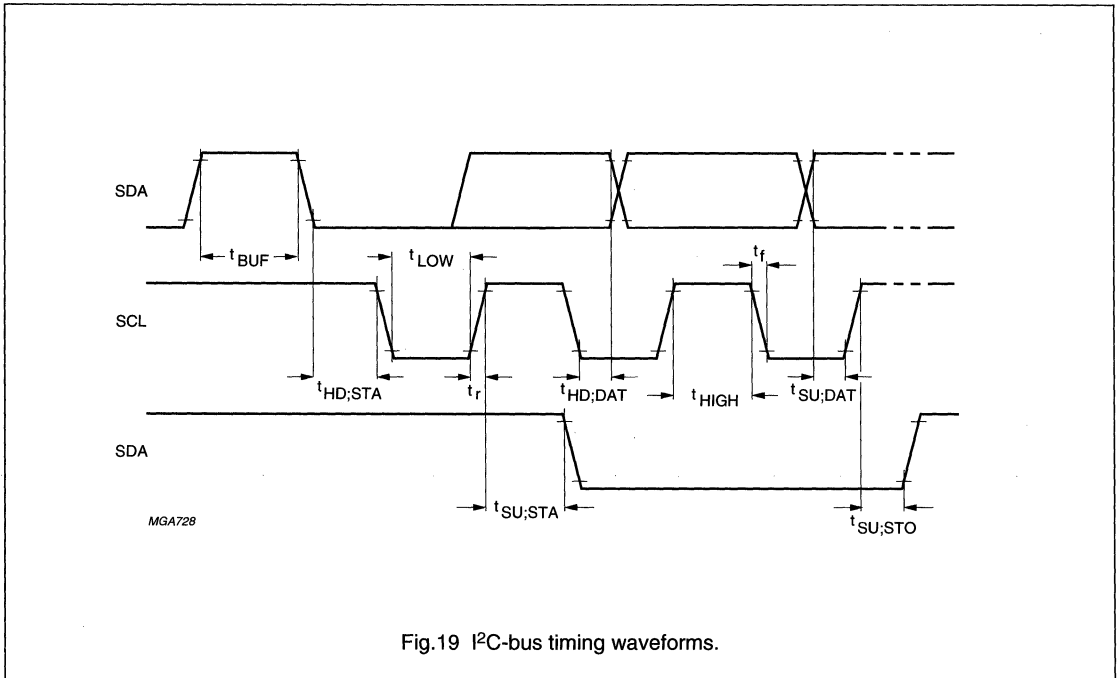 SDA
t BUF
t LOW
t f
SCL
t HD;STA
t r
t HD;DAT
t HIGH
t SU;DAT
SDA
t SU;STA
t SU;STO
MGA728
Fig.19 I²C-bus timing waveforms.